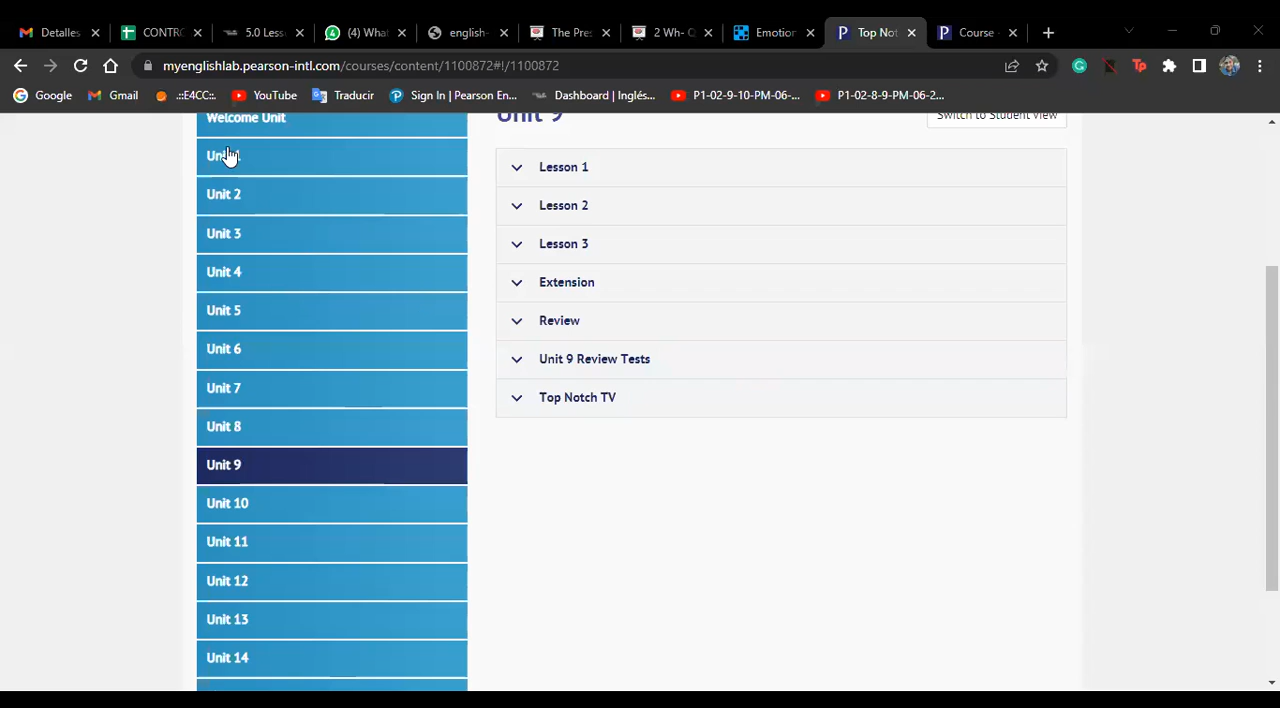 Detalles
CONTRO
5.0 Less
(4) Wha
english-
The Pres
2 Wh- Q
Emotion
Top Not
Course -
myenglishlab.pearson-intl.com/courses/content/1100872#!/1100872
Google
Gmail
.::E4CC::.
YouTube
Traducir
Sign In | Pearson En...
Dashboard | Inglés...
P1-02-9-10-PM-06-...
P1-02-8-9-PM-06-2...
Welcome Unit
Unit 1
Unit 2
Unit 3
Unit 4
Unit 5
Unit 6
Unit 7
Unit 8
Unit 9
Unit 10
Unit 11
Unit 12
Unit 13
Unit 14
Unit 9
Switch to Student View
Lesson 1
Lesson 2
Lesson 3
Extension
Review
Unit 9 Review Tests
Top Notch TV